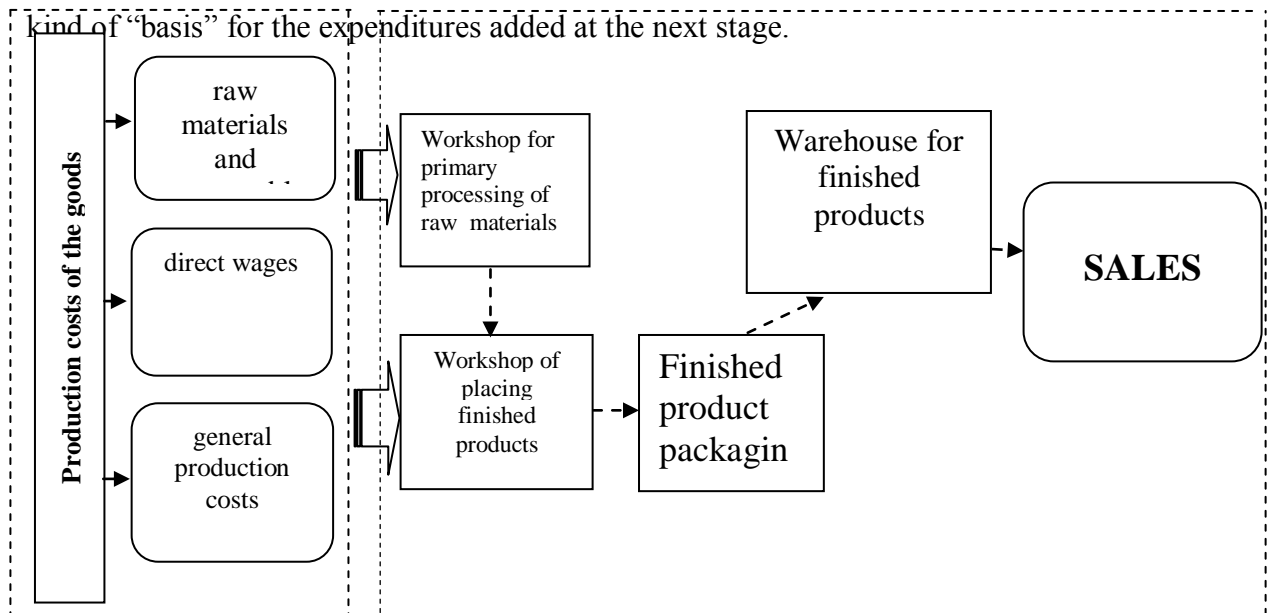 kind of “basis” for the expenditures added at the next stage.
Production costs of the goods
raw
materials
and
direct wages
general
production
costs
Workshop for
primary
processing of
raw materials
Workshop of
placing
finished
products
Finished
product
packagin
Warehouse for
finished
products
SALES